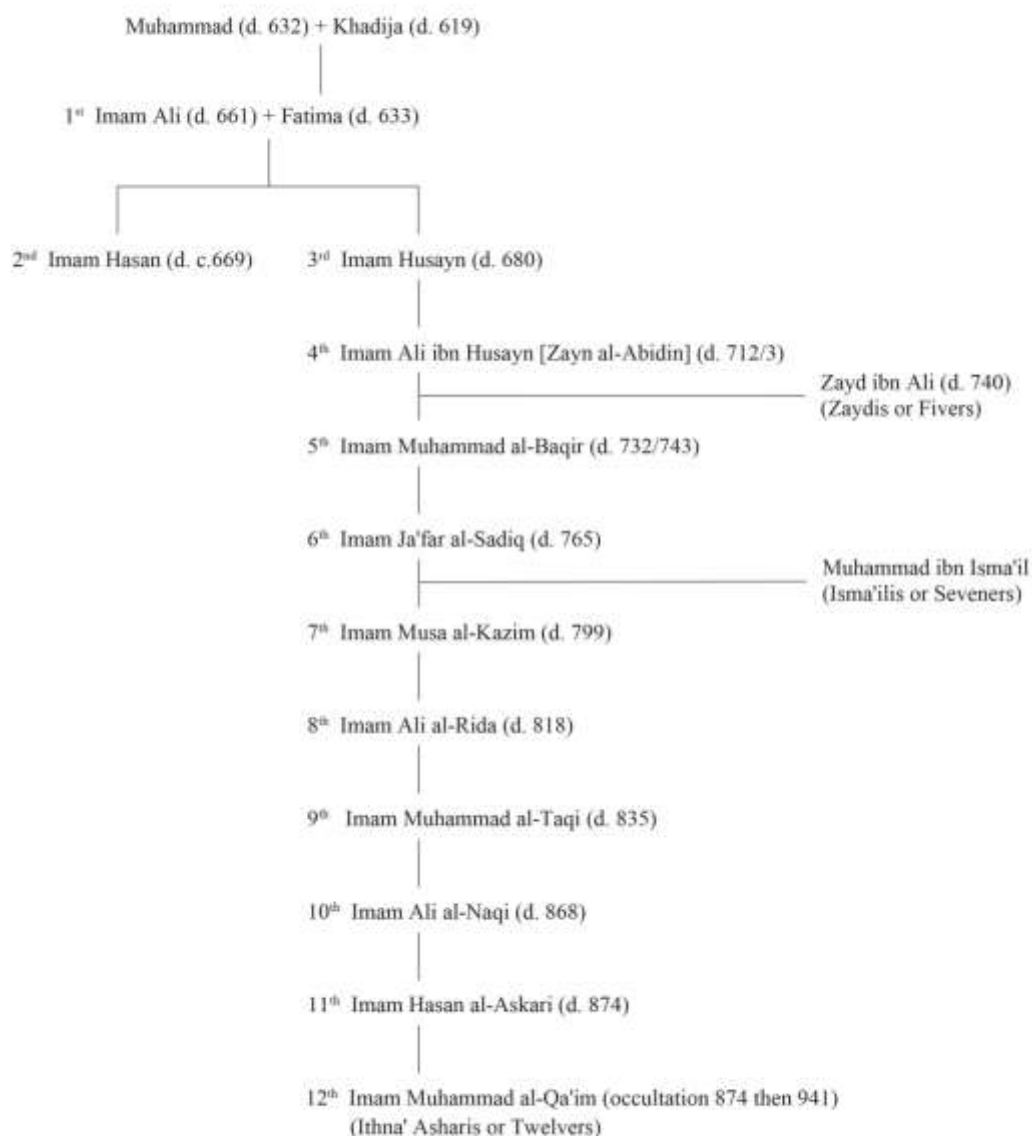 Muhammad (d. 632) + Khadija (d. 619)
1st Imam Ali (d. 661) + Fatima (d. 633)
2nd Imam Hasan (d. c.669)
3rd Imam Husayn (d. 680)
4th Imam Ali ibn Husayn [Zayn al-Abidin] (d. 712/3)
Zayd ibn Ali (d. 740)
(Zaydis or Fivers)
5th Imam Muhammad al-Baqir (d. 732/743)
6th Imam Ja'far al-Sadiq (d. 765)
Muhammad ibn Isma'il
(Isma'ilis or Seveners)
7th Imam Musa al-Kazim (d. 799)
8th Imam Ali al-Rida (d. 818)
9th Imam Muhammad al-Taqi (d. 835)
10th Imam Ali al-Naqi (d. 868)
11th Imam Hasan al-Askari (d. 874)
12th Imam Muhammad al-Qa'im (occultation 874 then 941)
(Ithna' Asharis or Twelvers)